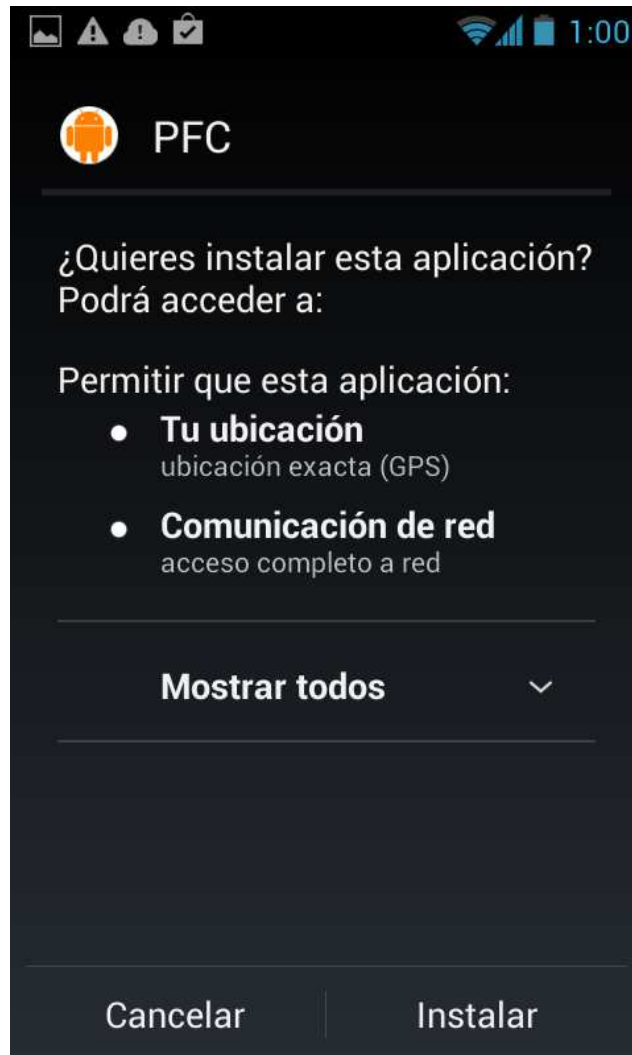 1:00
PFC
¿Quieres instalar esta aplicación?
Podrá acceder a:
Permitir que esta aplicación:
Tu ubicación
ubicación exacta (GPS)
Comunicación de red
acceso completo a red
Mostrar todos
Cancelar
Instalar